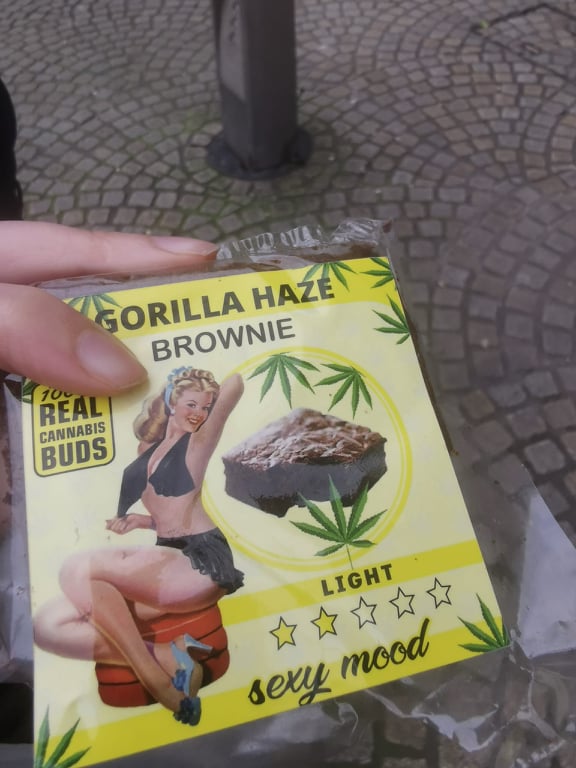 GORILLA HAZE
BROWNIE
REAL
CANNABIS
BUDS
LIGHT
sexy mood